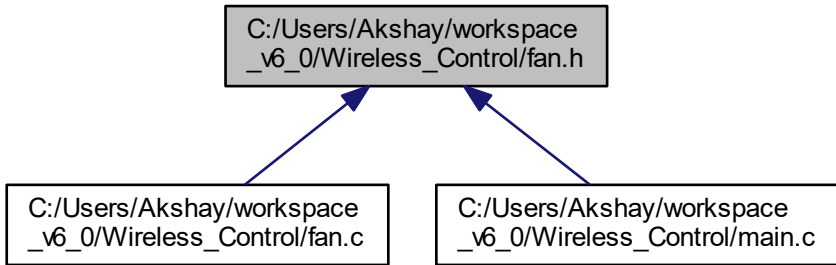 C:/Users/Akshay/workspace
_v6_0/Wireless_Control/fan.h
C:/Users/Akshay/workspace
_v6_0/Wireless_Control/fan.c
C:/Users/Akshay/workspace
_v6_0/Wireless_Control/main.c